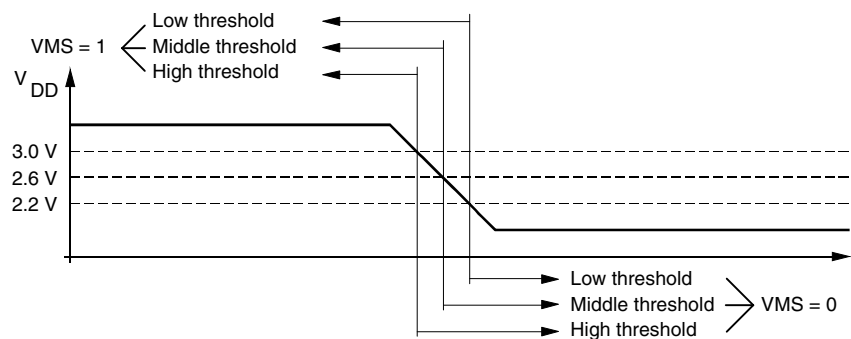 Low threshold
VMS = 1 Middle threshold
High threshold
V DD
3.0 V
2.6 V
2.2 V
Low threshold
Middle threshold VMS = 0
High threshold